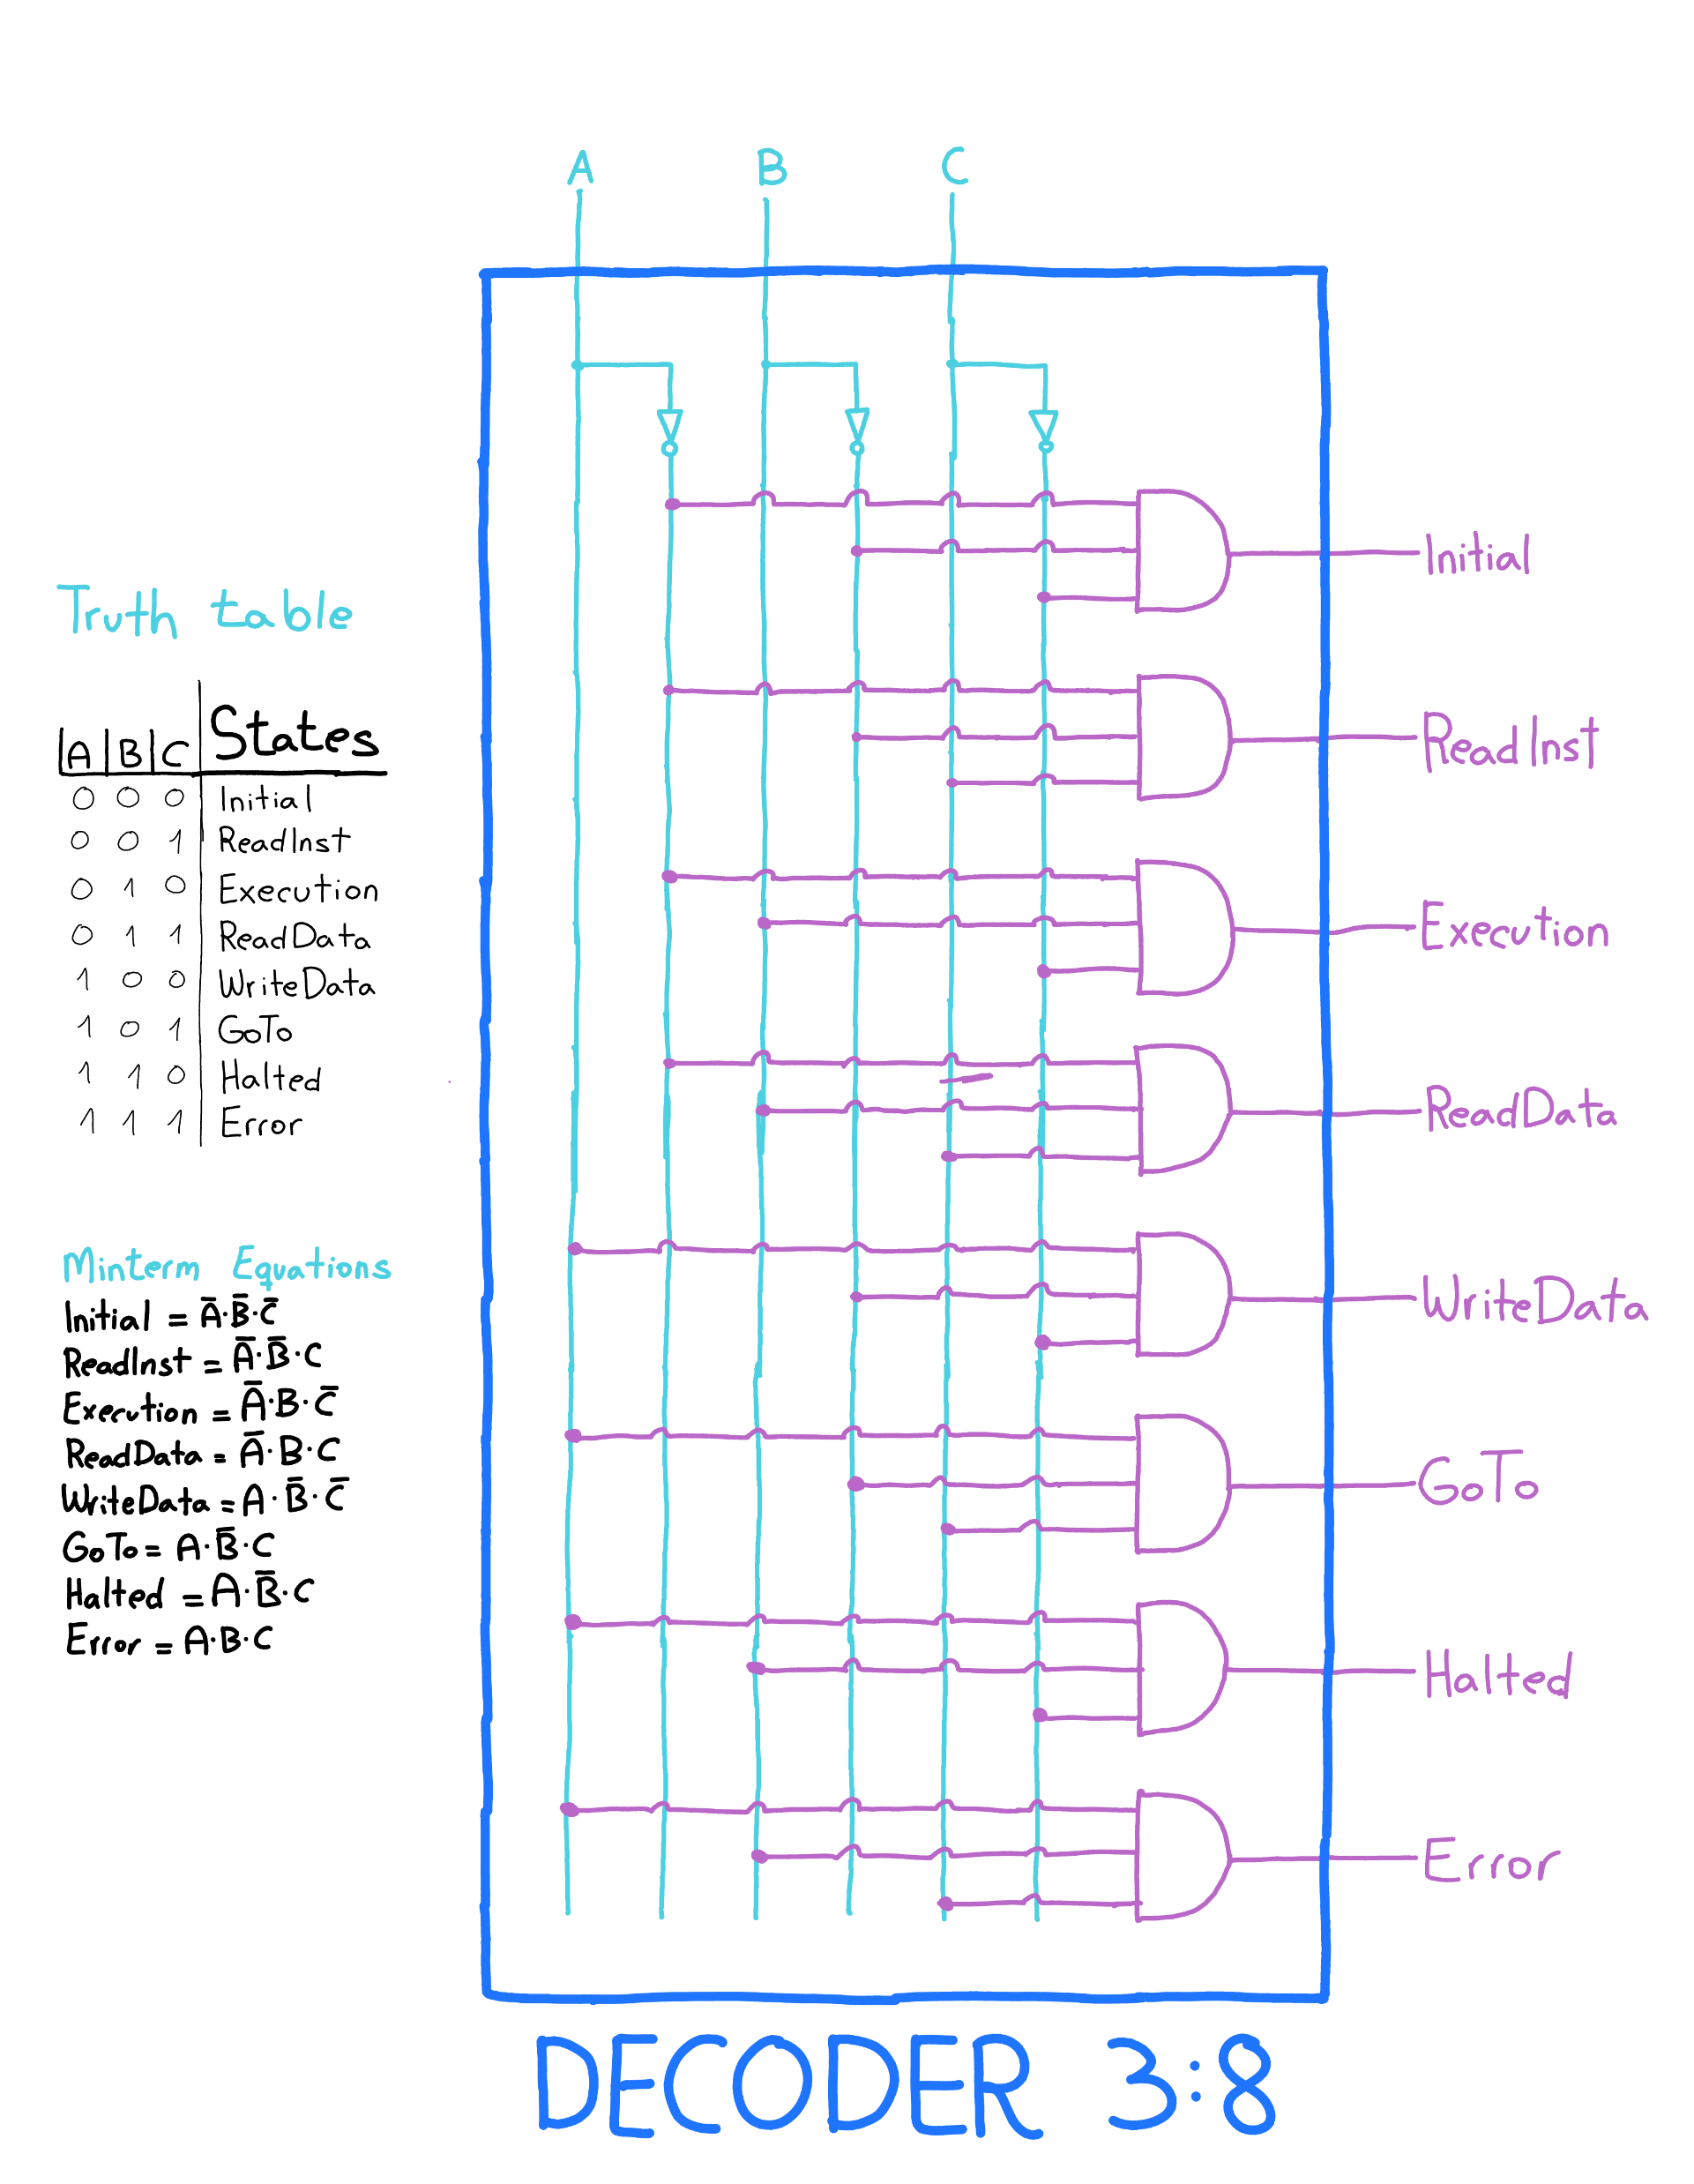 A B C
Truth table
A B C States
0 0 0 Initial
0 0 1 ReadInst
0 1 0 Execution
0 1 1 ReadData
1 0 0 WriteData
1 0 1 GoTo
1 1 0 Halted
1 1 1 Error
Minterm Equations
Initial = A̅·B̅·C̅
ReadInst = A̅·B̅·C
Execution = A̅·B·C̅
ReadData = A̅·B·C
WriteData = A·B̅·C̅
GoTo = A·B̅·C
Halted = A·B̅·C
Error = A·B·C
Initial
ReadInst
Execution
ReadData
WriteData
GoTo
Halted
Error
DECODER 3:8